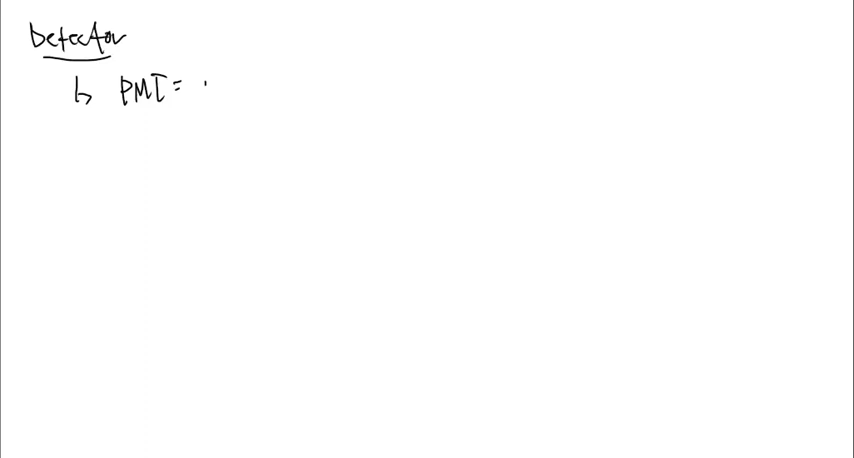 Detector
↳ PMT =